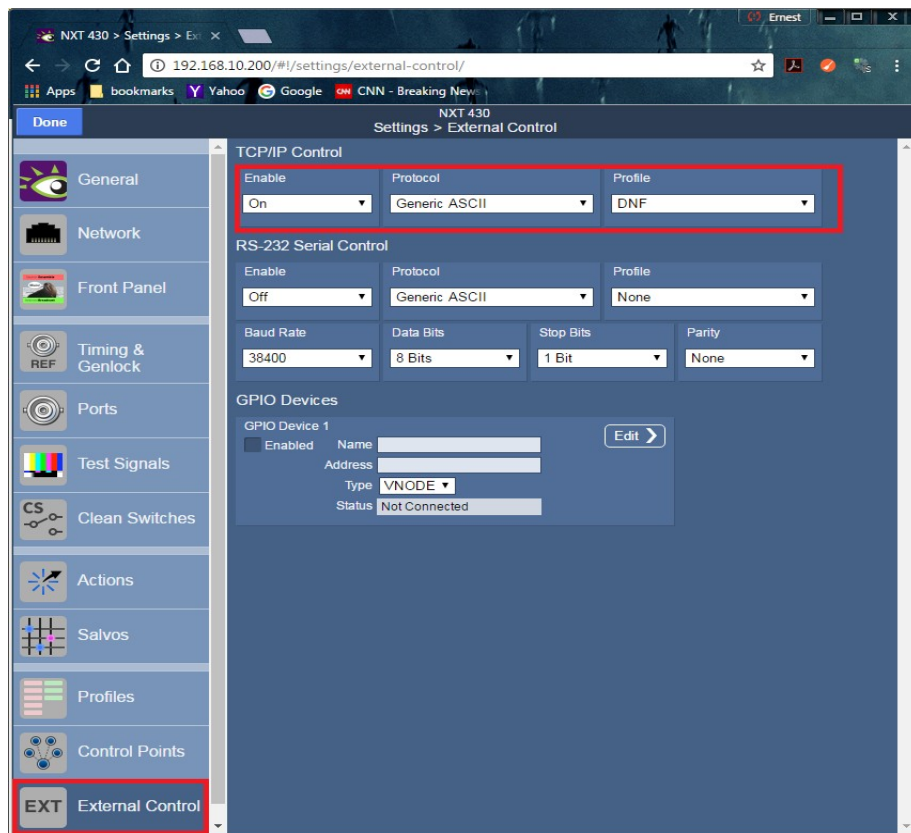 Ernest
NXT 430 > Settings > Ex
192.168.10.200/#!/settings/external-control/
Apps bookmarks Yahoo Google CNN - Breaking News
Done
NXT 430
Settings > External Control
General
Network
Front Panel
REF
Timing &
Genlock
Ports
Test Signals
CS
Clean Switches
Actions
Salvos
Profiles
Control Points
EXT
External Control
TCP/IP Control
Enable Protocol Profile
On Generic ASCII DNF
RS-232 Serial Control
Enable Protocol Profile
Off Generic ASCII None
Baud Rate Data Bits Stop Bits Parity
38400 8 Bits 1 Bit None
GPIO Devices
GPIO Device 1
Enabled Name
Edit
Address
Type VNODE
Status Not Connected